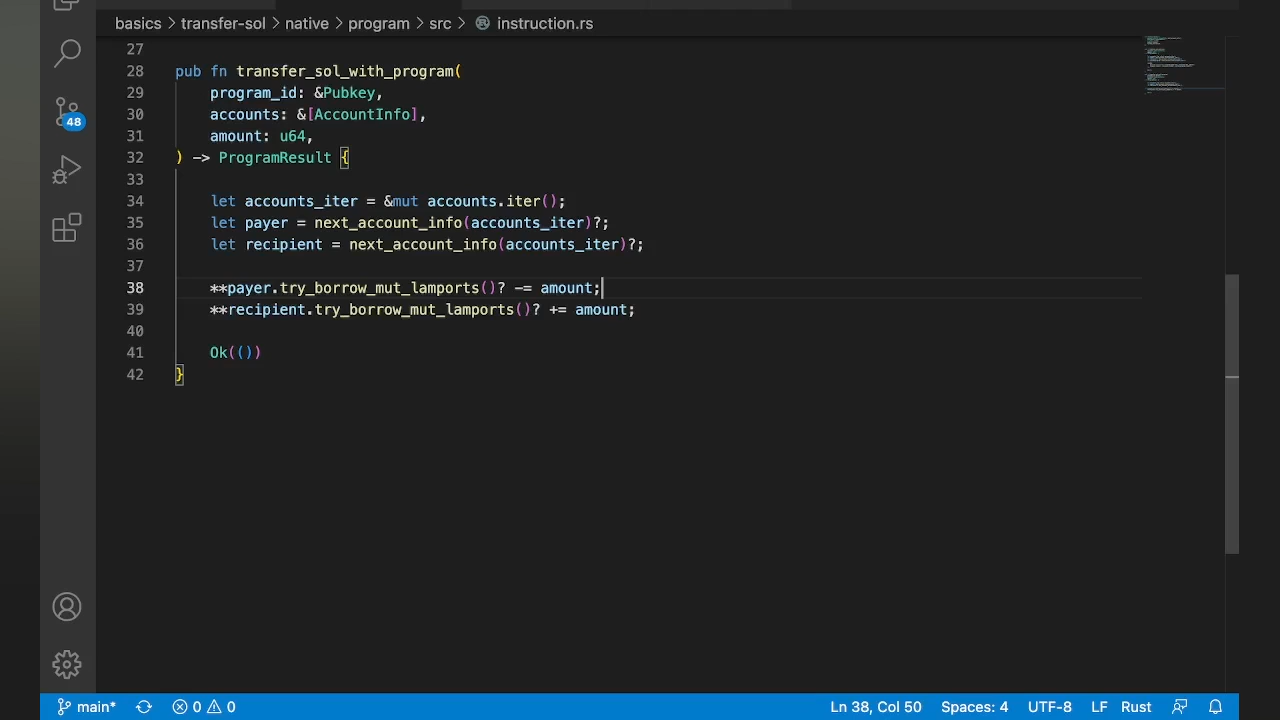 basics > transfer-sol > native > program > src > instruction.rs
27
28 pub fn transfer_sol_with_program(
29     program_id: &Pubkey,
30     accounts: &[AccountInfo],
31     amount: u64,
32 ) -> ProgramResult {
33
34     let accounts_iter = &mut accounts.iter();
35     let payer = next_account_info(accounts_iter)?;
36     let recipient = next_account_info(accounts_iter)?;
37
38     **payer.try_borrow_mut_lamports()? -= amount;
39     **recipient.try_borrow_mut_lamports()? += amount;
40
41     Ok(())
42 }
48
main* 0 0 Ln 38, Col 50 Spaces: 4 UTF-8 LF Rust